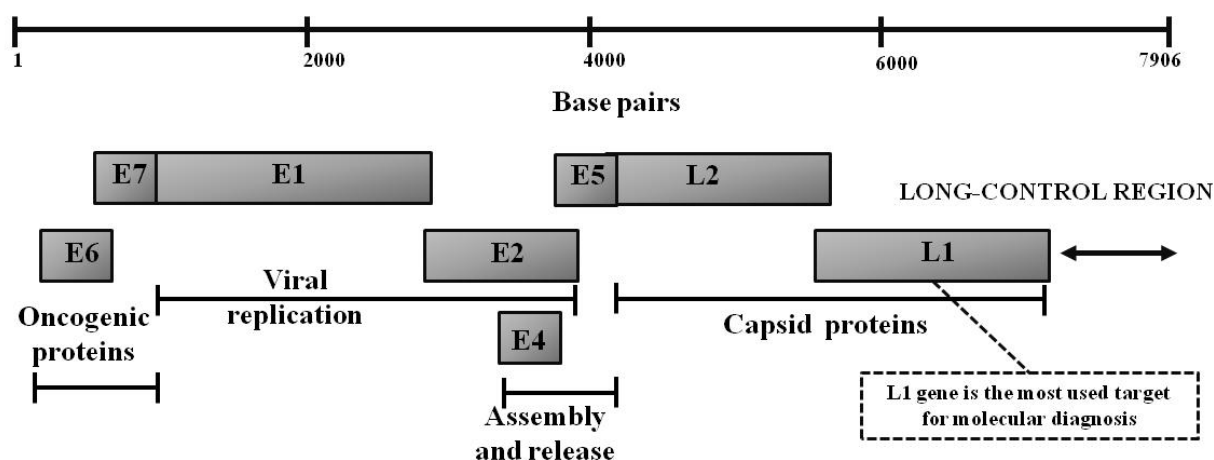 1
2000
4000
6000
7906
Base pairs
E7
E1
E5
L2
LONG-CONTROL REGION
E6
E2
L1
Viral
replication
Oncogenic
proteins
E4
Capsid proteins
L1 gene is the most used target
for molecular diagnosis
Assembly
and release